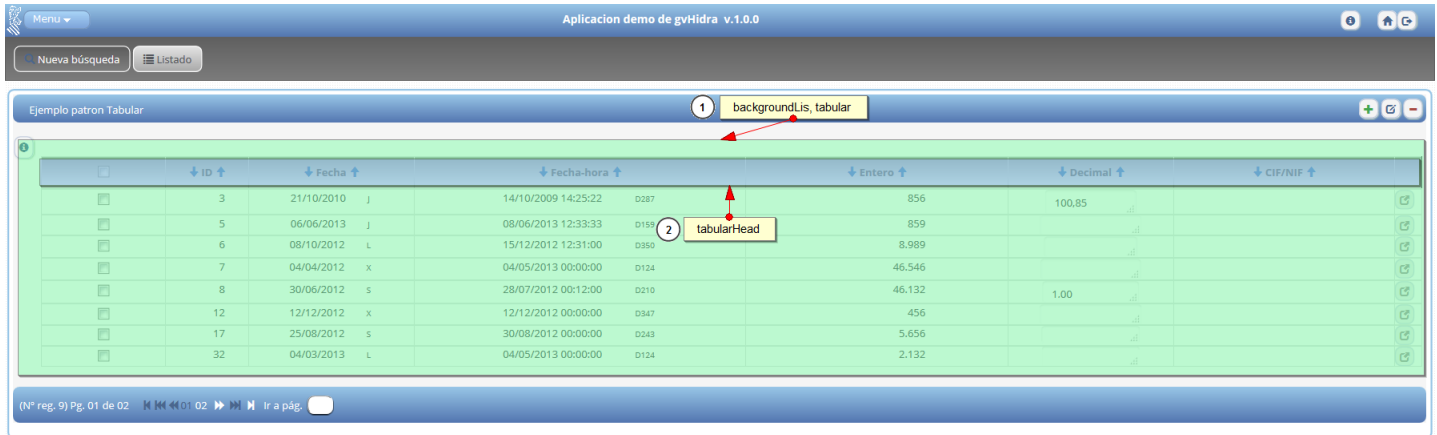 Menu Aplicacion demo de gvHidra v.1.0.0
Nueva búsqueda Listado
Ejemplo patron Tabular 1 backgroundLis, tabular
ID Fecha Fecha-hora Entero Decimal CIF/NIF
3 21/10/2010 J 14/10/2009 14:25:22 D287 856 100,85
5 06/06/2013 J 08/06/2013 12:33:33 D159 859
2 tabularHead
6 08/10/2012 L 15/12/2012 12:31:00 D350 8.989
7 04/04/2012 X 04/05/2013 00:00:00 D124 46.546
8 30/06/2012 S 28/07/2012 00:12:00 D210 46.132 1.00
12 12/12/2012 X 12/12/2012 00:00:00 D347 456
17 25/08/2012 S 30/08/2012 00:00:00 D243 5.656
32 04/03/2013 L 04/05/2013 00:00:00 D124 2.132
(Nº reg. 9) Pg. 01 de 02 01 02 Ir a pág.